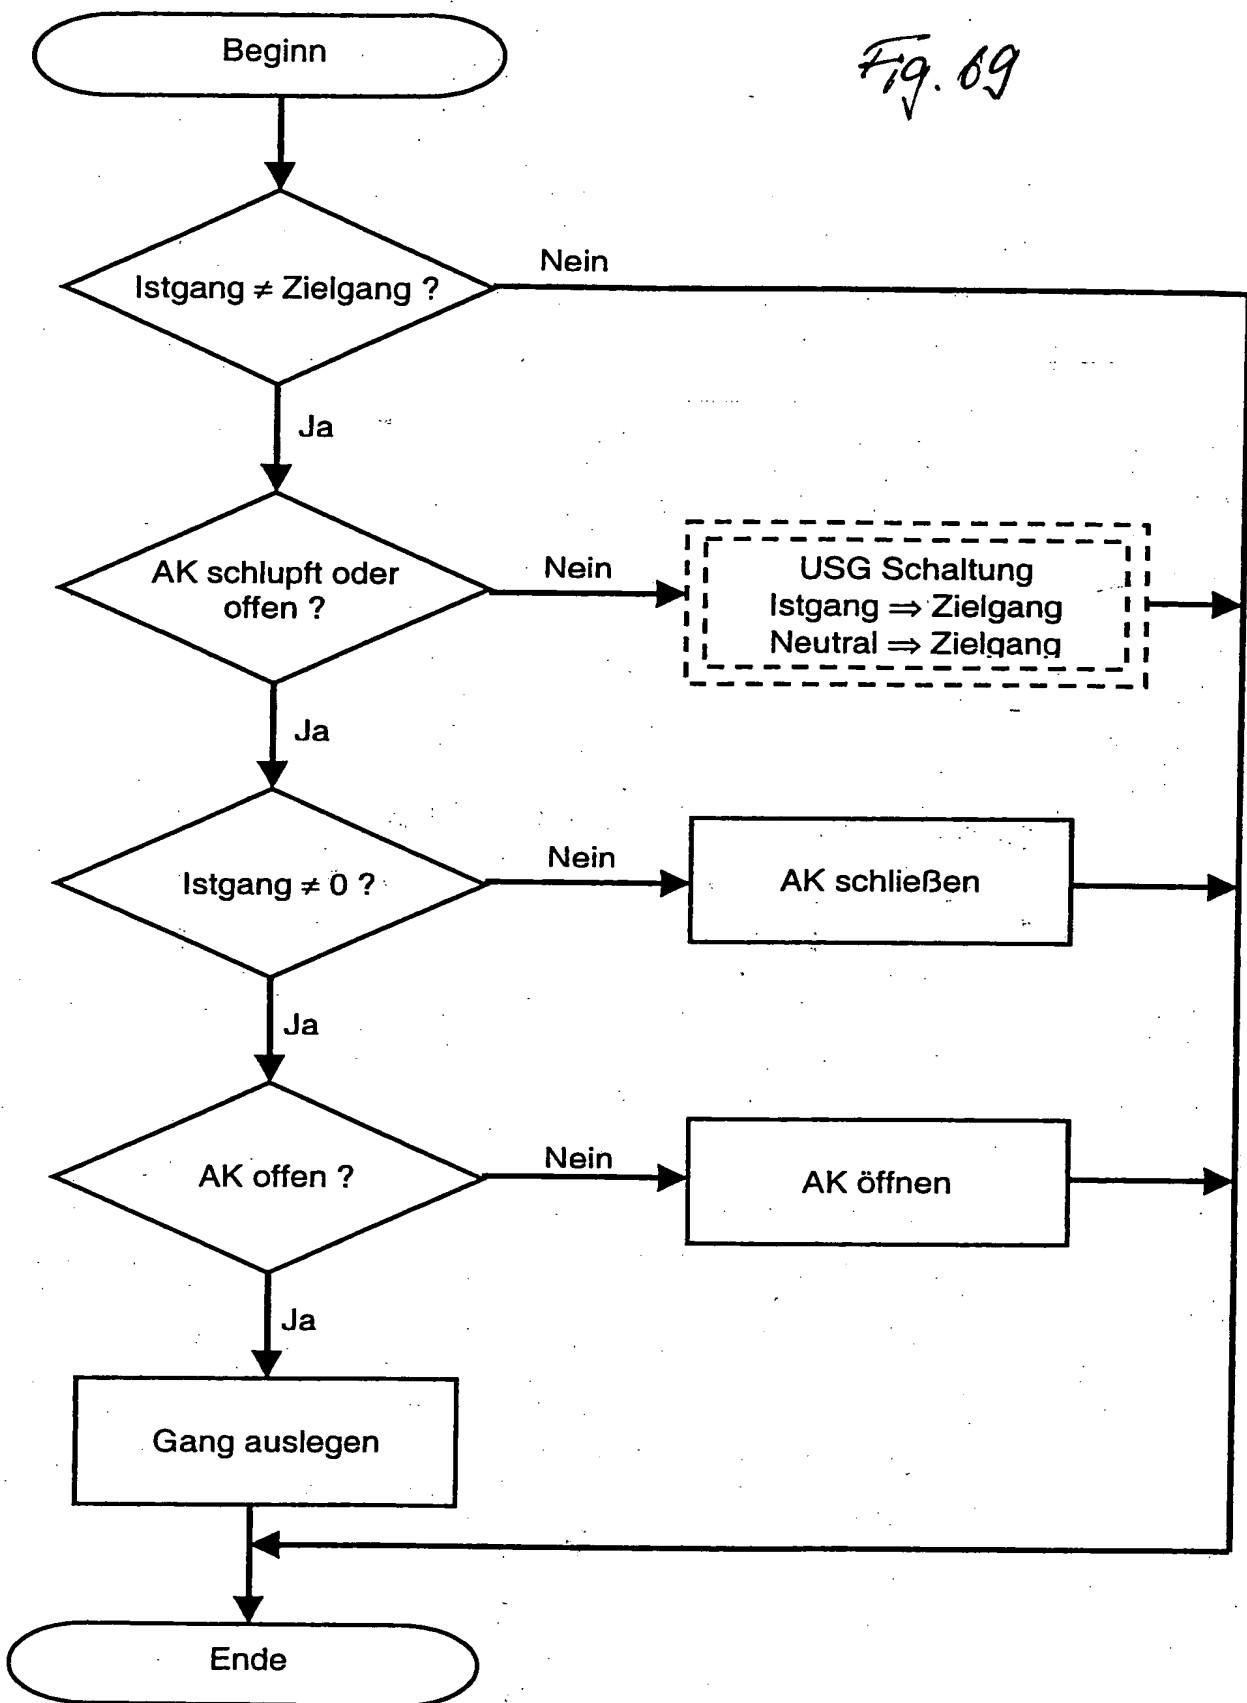 Beginn
Fig. 69
Istgang ≠ Zielgang ?
Nein
Ja
AK schlupft oder
offen ?
Nein
USG Schaltung
Istgang ⇒ Zielgang
Neutral ⇒ Zielgang
Ja
Istgang ≠ 0 ?
Nein
AK schließen
Ja
AK offen ?
Nein
AK öffnen
Ja
Gang auslegen
Ende